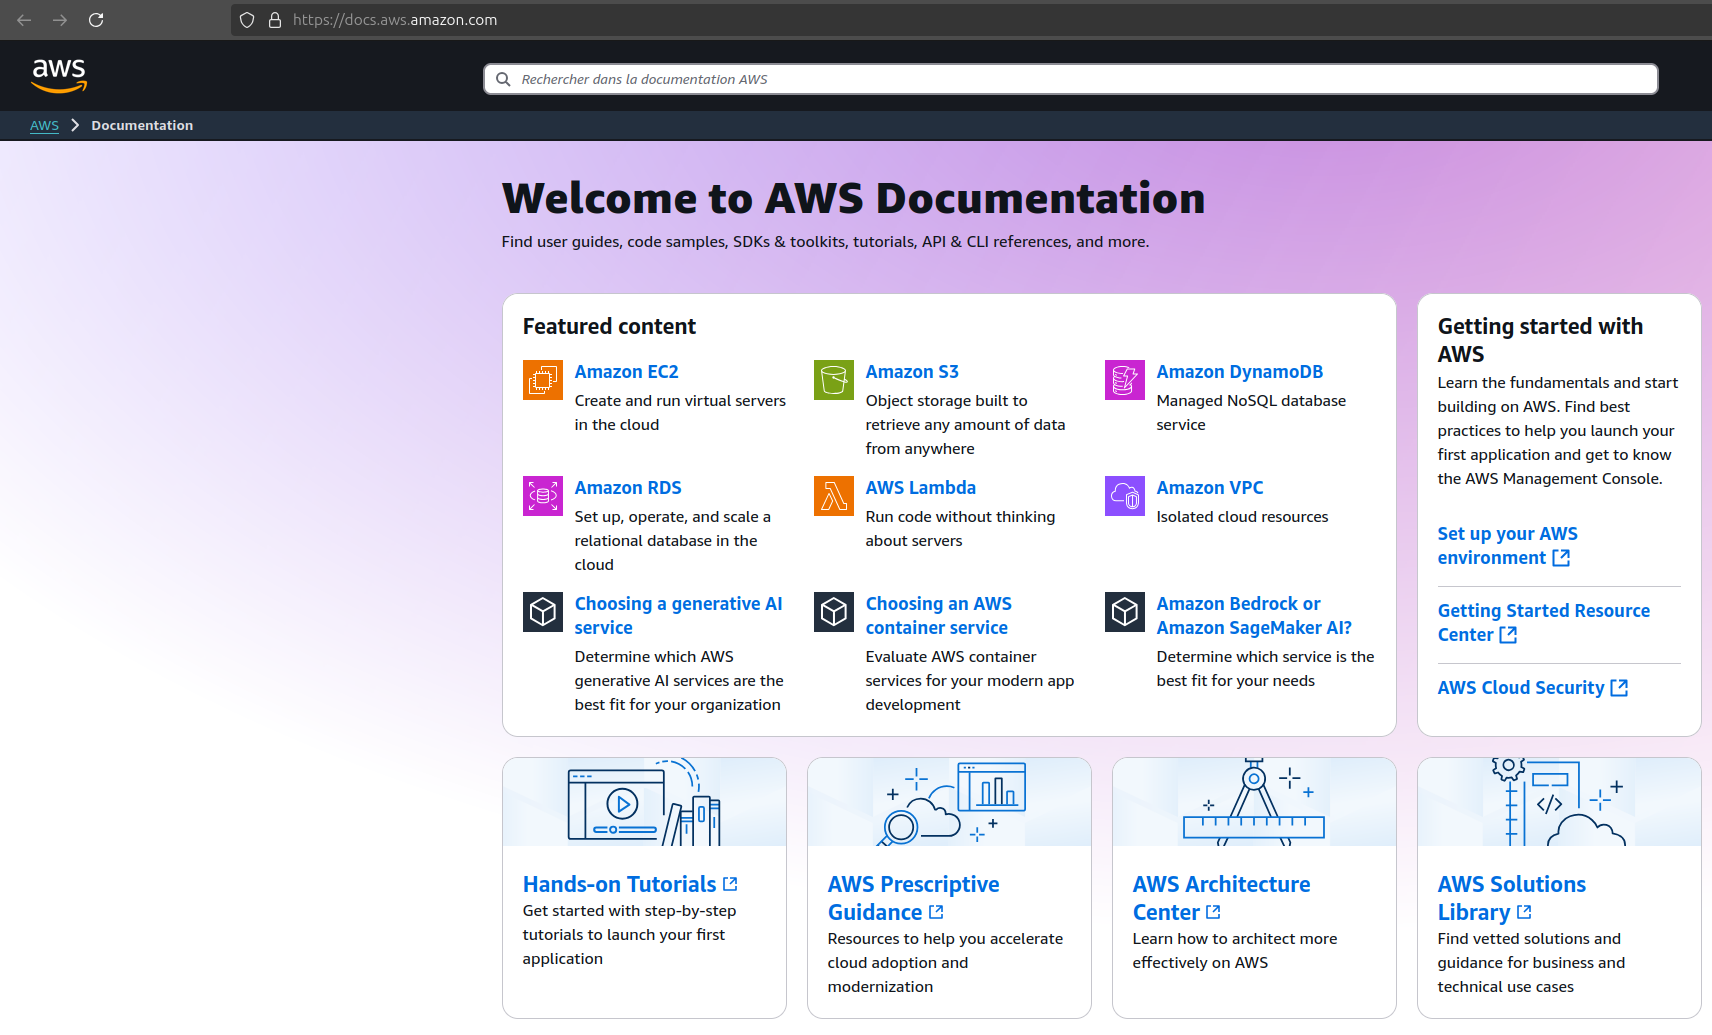 https://docs.aws.amazon.com
aws
Rechercher dans la documentation AWS
AWS > Documentation
Welcome to AWS Documentation
Find user guides, code samples, SDKs & toolkits, tutorials, API & CLI references, and more.
Featured content
Amazon EC2
Create and run virtual servers
in the cloud
Amazon S3
Object storage built to
retrieve any amount of data
from anywhere
Amazon DynamoDB
Managed NoSQL database
service
Amazon RDS
Set up, operate, and scale a
relational database in the
cloud
AWS Lambda
Run code without thinking
about servers
Amazon VPC
Isolated cloud resources
Choosing a generative AI
service
Determine which AWS
generative AI services are the
best fit for your organization
Choosing an AWS
container service
Evaluate AWS container
services for your modern app
development
Amazon Bedrock or
Amazon SageMaker AI?
Determine which service is the
best fit for your needs
Getting started with
AWS
Learn the fundamentals and start
building on AWS. Find best
practices to help you launch your
first application and get to know
the AWS Management Console.
Set up your AWS
environment
Getting Started Resource
Center
AWS Cloud Security
Hands-on Tutorials
Get started with step-by-step
tutorials to launch your first
application
AWS Prescriptive
Guidance
Resources to help you accelerate
cloud adoption and
modernization
AWS Architecture
Center
Learn how to architect more
effectively on AWS
</>
AWS Solutions
Library
Find vetted solutions and
guidance for business and
technical use cases